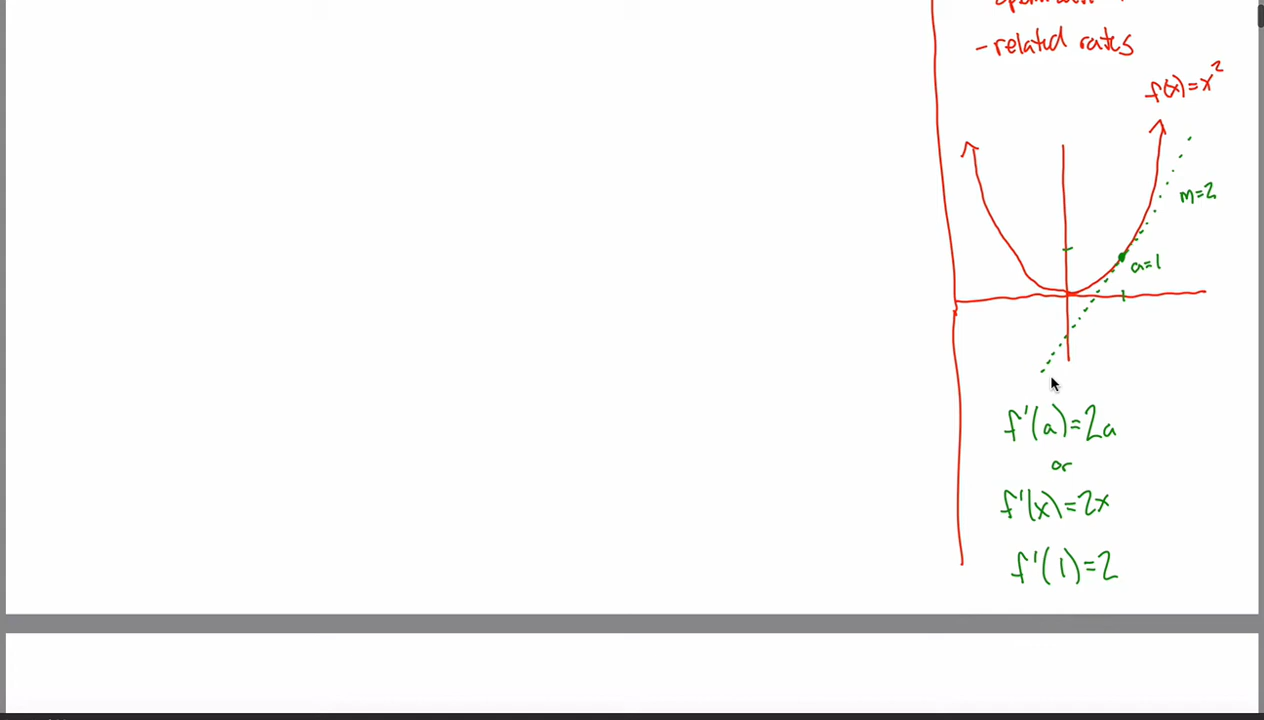 - related rates
f(x)=x²
m=2
a=1
f'(a)=2a
or
f'(x)=2x
f'(1)=2